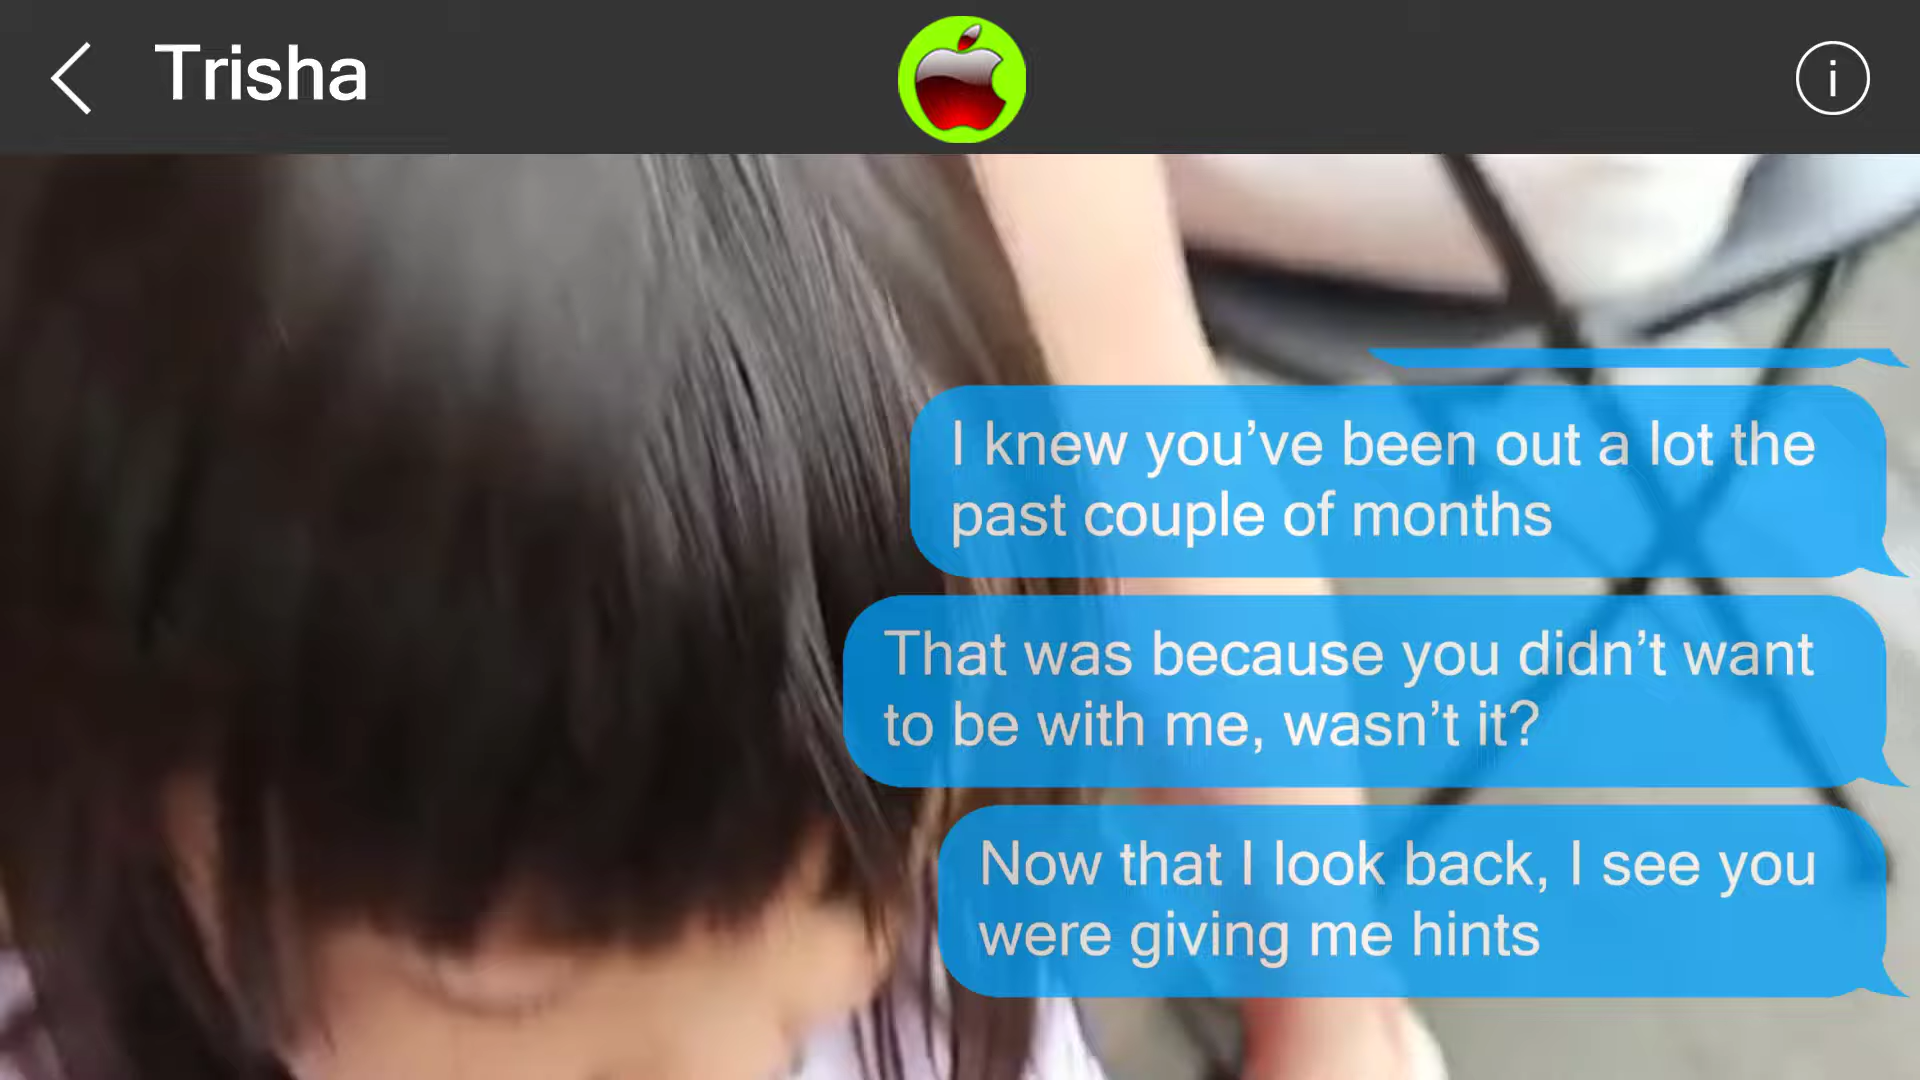 Trisha
i
I knew you’ve been out a lot the
past couple of months
That was because you didn’t want
to be with me, wasn’t it?
Now that I look back, I see you
were giving me hints